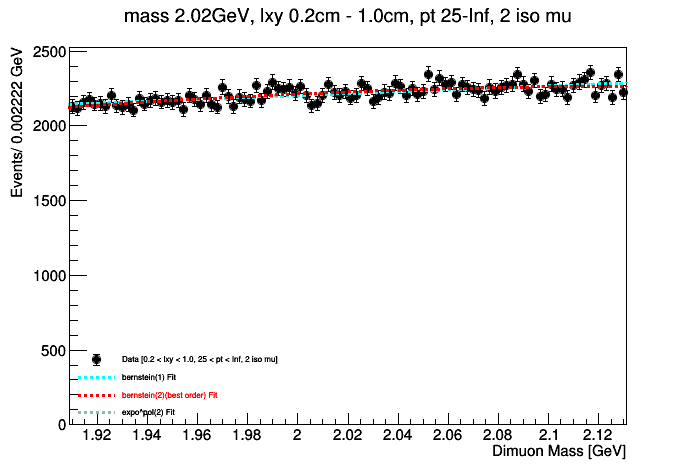 mass 2.02GeV, lxy 0.2cm - 1.0cm, pt 25-Inf, 2 iso mu
Events/ 0.002222 GeV
2500
2000
1500
1000
500
0
Data [0.2 < lxy < 1.0, 25 < pt < Inf, 2 iso mu]
bernstein(1) Fit
bernstein(2)(best order) Fit
expo*pol(2) Fit
1.92 1.94 1.96 1.98 2 2.02 2.04 2.06 2.08 2.1 2.12
Dimuon Mass [GeV]